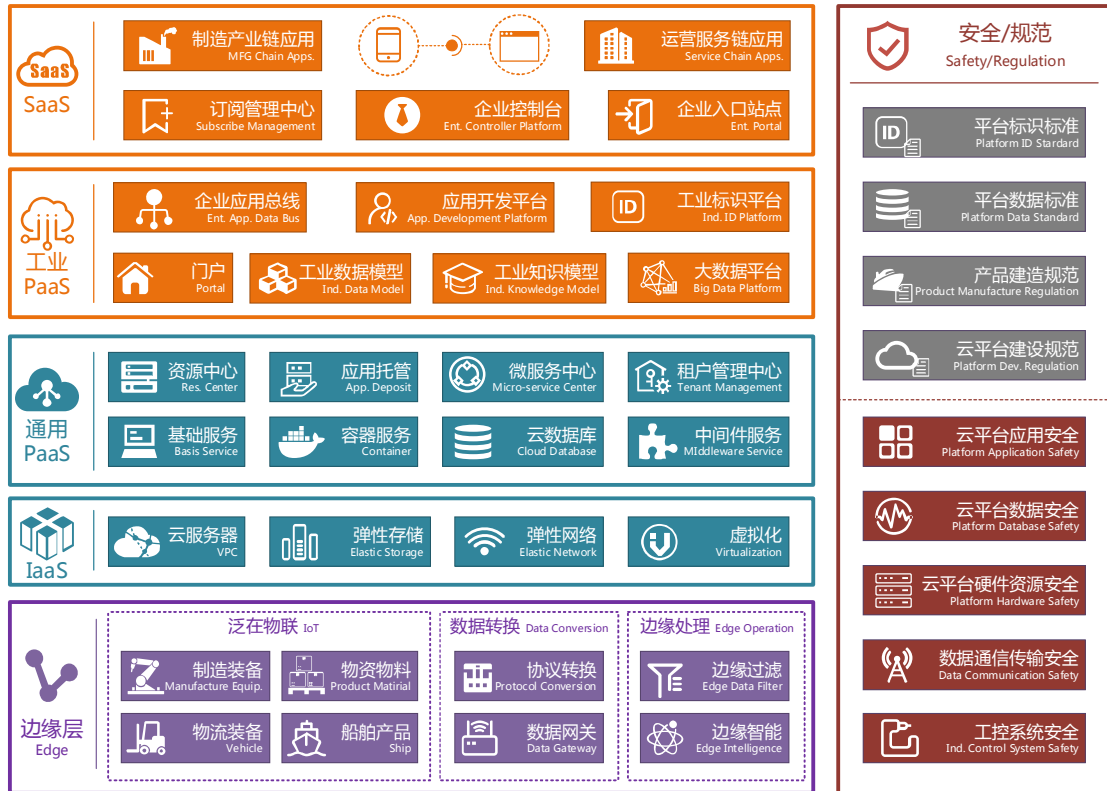 SaaS
SaaS
制造产业链应用
MFG Chain Apps.
运营服务链应用
Service Chain Apps.
订阅管理中心
Subscribe Management
企业控制台
Ent. Controller Platform
企业入口站点
Ent. Portal
工业
PaaS
企业应用总线
Ent. App. Data Bus
应用开发平台
App. Development Platform
ID
工业标识平台
Ind. ID Platform
门户
Portal
工业数据模型
Ind. Data Model
工业知识模型
Ind. Knowledge Model
大数据平台
Big Data Platform
通用
PaaS
资源中心
Res. Center
应用托管
App. Deposit
微服务中心
Micro-service Center
租户管理中心
Tenant Management
基础服务
Basis Service
容器服务
Container
云数据库
Cloud Database
中间件服务
MIddleware Service
IaaS
云服务器
VPC
弹性存储
Elastic Storage
弹性网络
Elastic Network
虚拟化
Virtualization
边缘层
Edge
泛在物联 IoT
制造装备
Manufacture Equip.
物资物料
Product Matirial
物流装备
Vehicle
船舶产品
Ship
数据转换 Data Conversion
协议转换
Protocol Conversion
数据网关
Data Gateway
边缘处理 Edge Operation
边缘过滤
Edge Data Filter
边缘智能
Edge Intelligence
安全/规范
Safety/Regulation
ID
平台标识标准
Platform ID Stardard
平台数据标准
Platform Data Standard
产品建造规范
Product Manufacture Regulation
云平台建设规范
Platform Dev. Regulation
云平台应用安全
Platform Application Safety
云平台数据安全
Platform Database Safety
云平台硬件资源安全
Platform Hardware Safety
数据通信传输安全
Data Communication Safety
工控系统安全
Ind. Control System Safety